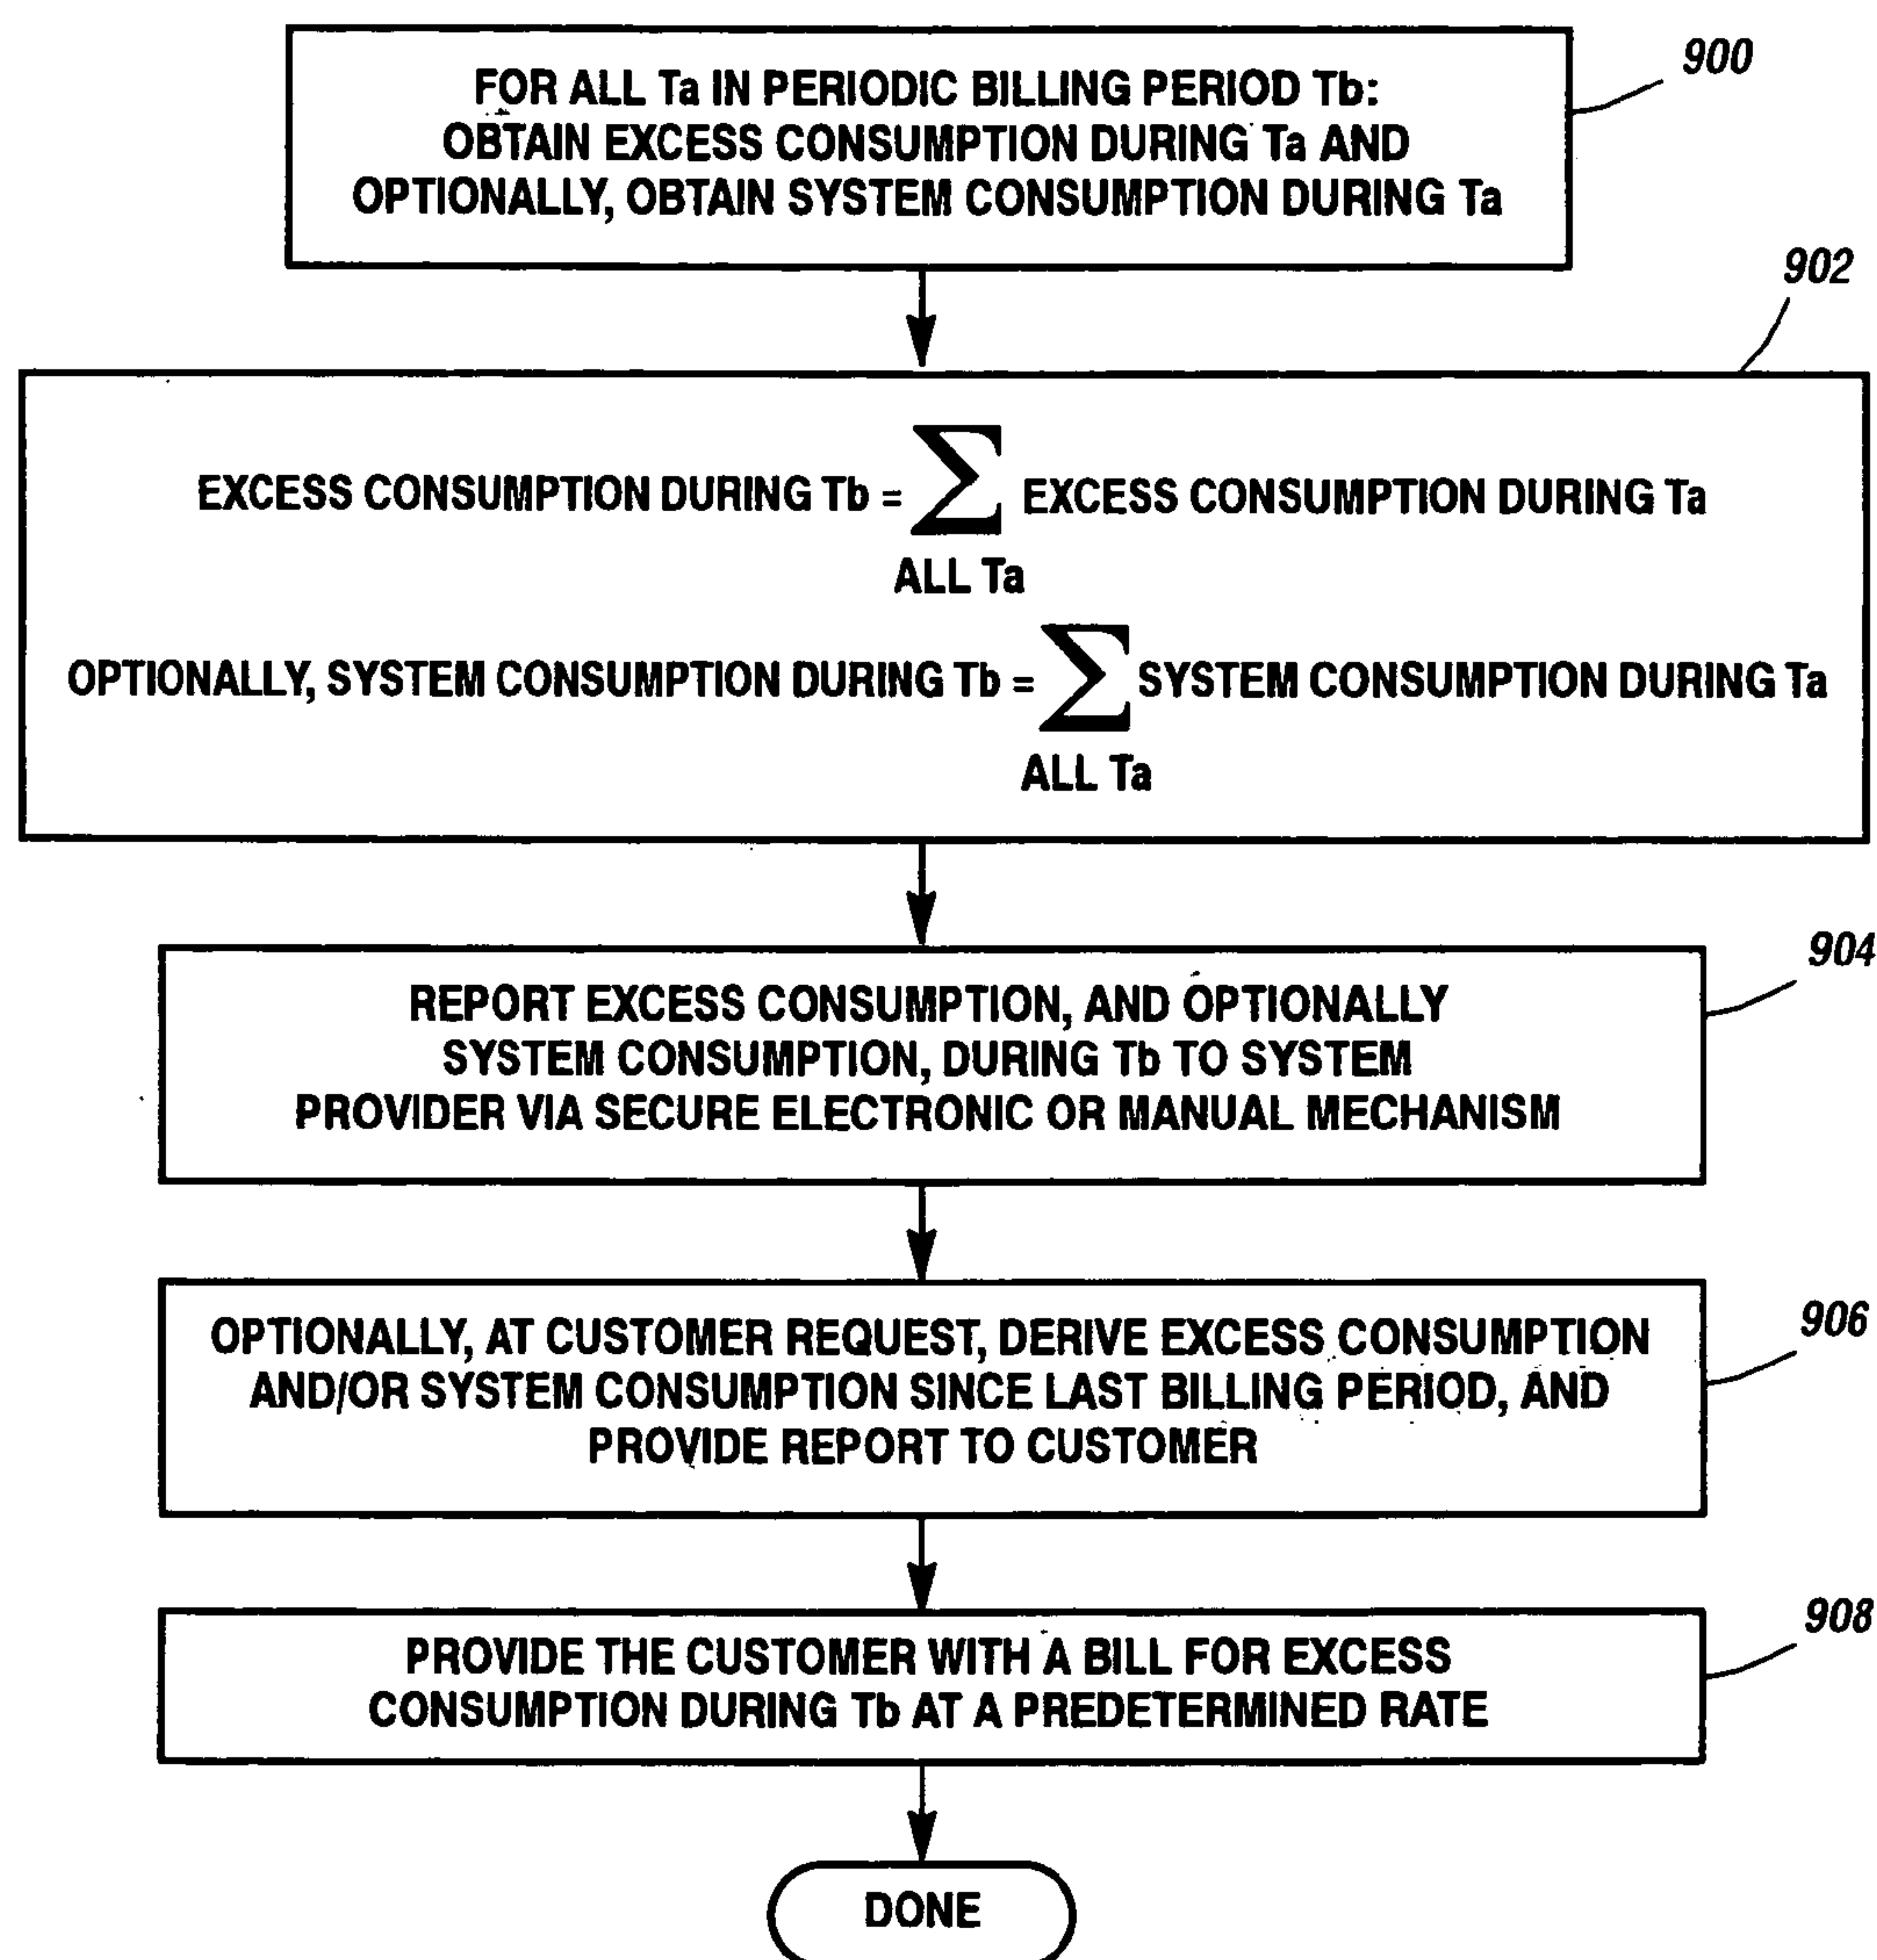 FOR ALL Ta IN PERIODIC BILLING PERIOD Tb:
OBTAIN EXCESS CONSUMPTION DURING Ta AND
OPTIONALLY, OBTAIN SYSTEM CONSUMPTION DURING Ta
900
902
EXCESS CONSUMPTION DURING Tb = Σ EXCESS CONSUMPTION DURING Ta
ALL Ta
OPTIONALLY, SYSTEM CONSUMPTION DURING Tb = Σ SYSTEM CONSUMPTION DURING Ta
ALL Ta
904
REPORT EXCESS CONSUMPTION, AND OPTIONALLY
SYSTEM CONSUMPTION, DURING Tb TO SYSTEM
PROVIDER VIA SECURE ELECTRONIC OR MANUAL MECHANISM
906
OPTIONALLY, AT CUSTOMER REQUEST, DERIVE EXCESS CONSUMPTION
AND/OR SYSTEM CONSUMPTION SINCE LAST BILLING PERIOD, AND
PROVIDE REPORT TO CUSTOMER
908
PROVIDE THE CUSTOMER WITH A BILL FOR EXCESS
CONSUMPTION DURING Tb AT A PREDETERMINED RATE
DONE